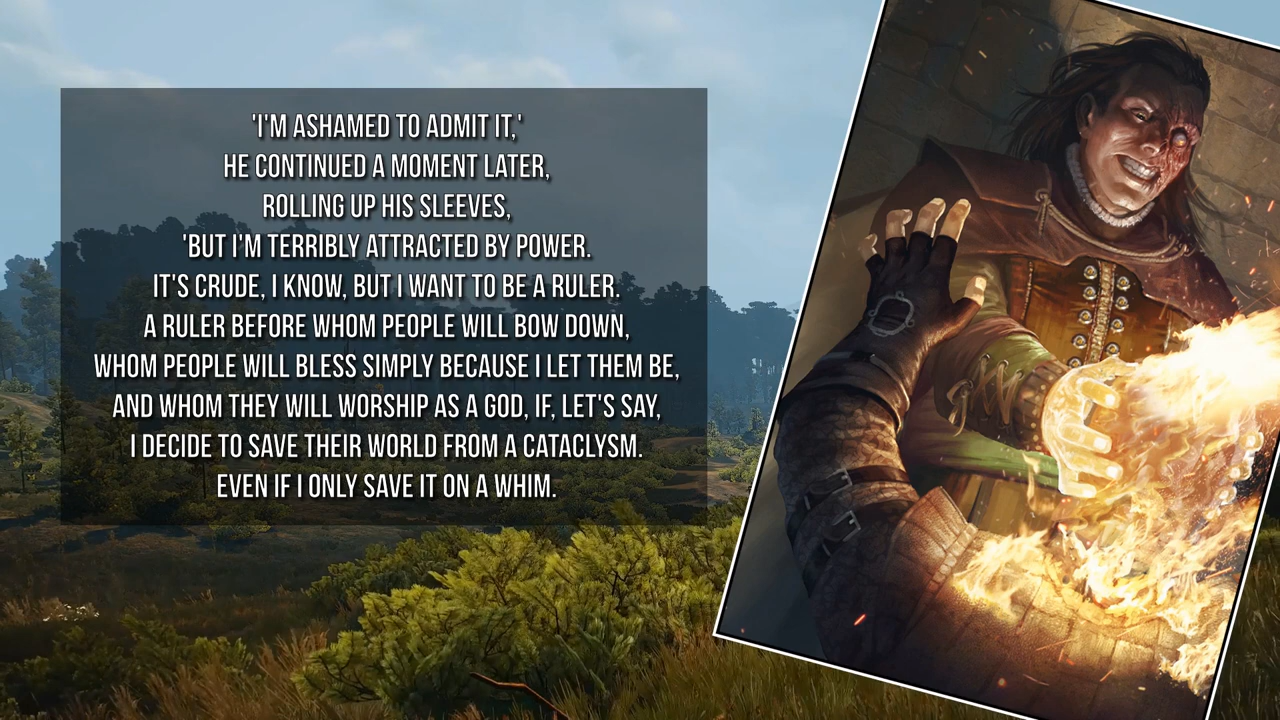 'I'M ASHAMED TO ADMIT IT,'
HE CONTINUED A MOMENT LATER,
ROLLING UP HIS SLEEVES,
'BUT I'M TERRIBLY ATTRACTED BY POWER.
IT'S CRUDE, I KNOW, BUT I WANT TO BE A RULER.
A RULER BEFORE WHOM PEOPLE WILL BOW DOWN,
WHOM PEOPLE WILL BLESS SIMPLY BECAUSE I LET THEM BE,
AND WHOM THEY WILL WORSHIP AS A GOD, IF, LET'S SAY,
I DECIDE TO SAVE THEIR WORLD FROM A CATACLYSM.
EVEN IF I ONLY SAVE IT ON A WHIM.